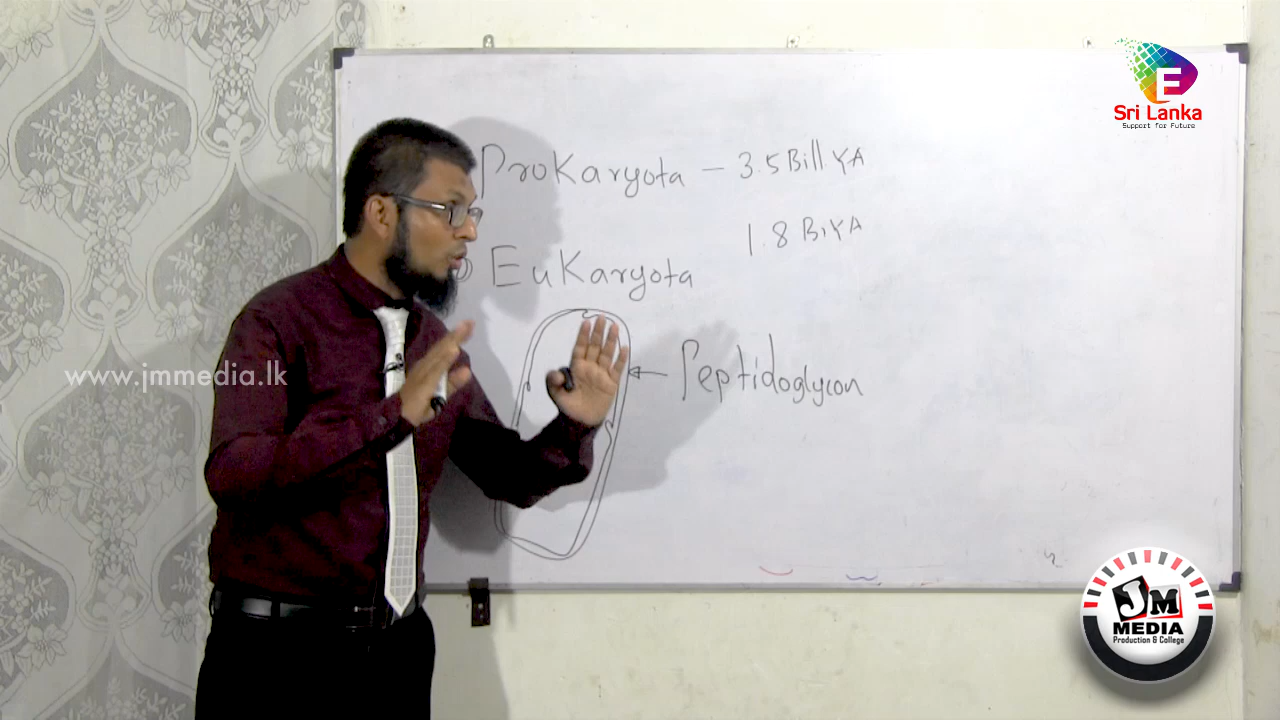 E
Sri Lanka
Support for Future
Prokaryota – 3.5 Bill YA
1.8 BiYA
Eukaryota
www.jmmedia.lk
Peptidoglycan
JM
MEDIA
Production & College